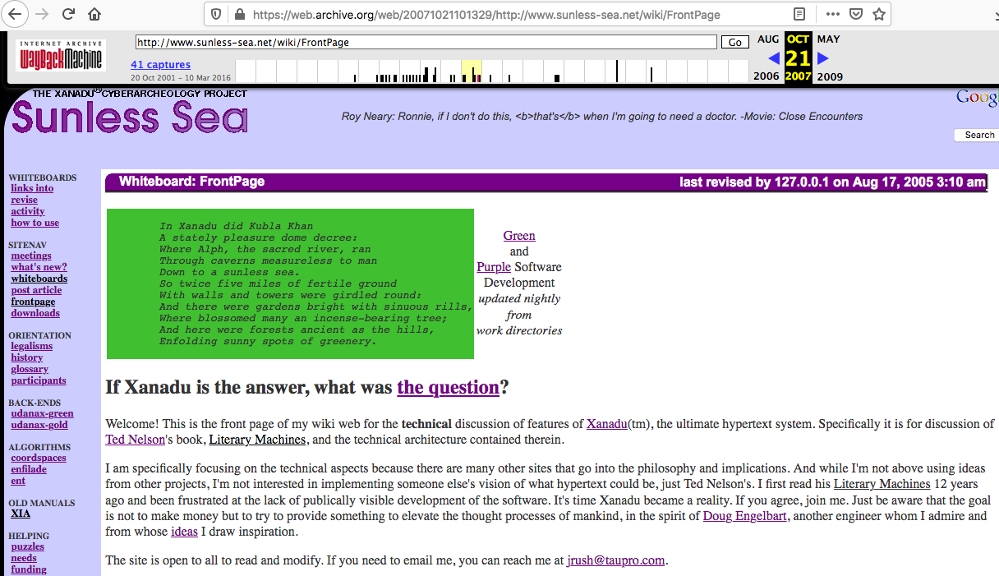 https://web.archive.org/web/20071021101329/http://www.sunless-sea.net/wiki/FrontPage
INTERNET ARCHIVE
WayBackMachine
http://www.sunless-sea.net/wiki/FrontPage
Go
AUG OCT MAY
21
2006 2007 2009
41 captures
20 Oct 2001 – 10 Mar 2016
THE XANADU®CYBERARCHEOLOGY PROJECT
Sunless Sea
Roy Neary: Ronnie, if I don't do this, <b>that's</b> when I'm going to need a doctor. -Movie: Close Encounters
Goog
Search
WHITEBOARDS
links into
revise
activity
how to use
SITENAV
meetings
what's new?
whiteboards
post article
frontpage
downloads
ORIENTATION
legalisms
history
glossary
participants
BACK-ENDS
udanax-green
udanax-gold
ALGORITHMS
coordspaces
enfilade
ent
OLD MANUALS
XIA
HELPING
puzzles
needs
funding
Whiteboard: FrontPage
last revised by 127.0.0.1 on Aug 17, 2005 3:10 am
In Xanadu did Kubla Khan
A stately pleasure dome decree:
Where Alph, the sacred river, ran
Through caverns measureless to man
Down to a sunless sea.
So twice five miles of fertile ground
With walls and towers were girdled round:
And there were gardens bright with sinuous rills,
Where blossomed many an incense-bearing tree;
And here were forests ancient as the hills,
Enfolding sunny spots of greenery.
Green
and
Purple Software
Development
updated nightly
from
work directories
If Xanadu is the answer, what was the question?
Welcome! This is the front page of my wiki web for the technical discussion of features of Xanadu(tm), the ultimate hypertext system. Specifically it is for discussion of
Ted Nelson's book, Literary Machines, and the technical architecture contained therein.
I am specifically focusing on the technical aspects because there are many other sites that go into the philosophy and implications. And while I'm not above using ideas
from other projects, I'm not interested in implementing someone else's vision of what hypertext could be, just Ted Nelson's. I first read his Literary Machines 12 years
ago and been frustrated at the lack of publically visible development of the software. It's time Xanadu became a reality. If you agree, join me. Just be aware that the goal
is not to make money but to try to provide something to elevate the thought processes of mankind, in the spirit of Doug Engelbart, another engineer whom I admire and
from whose ideas I draw inspiration.
The site is open to all to read and modify. If you need to email me, you can reach me at jrush@taupro.com.